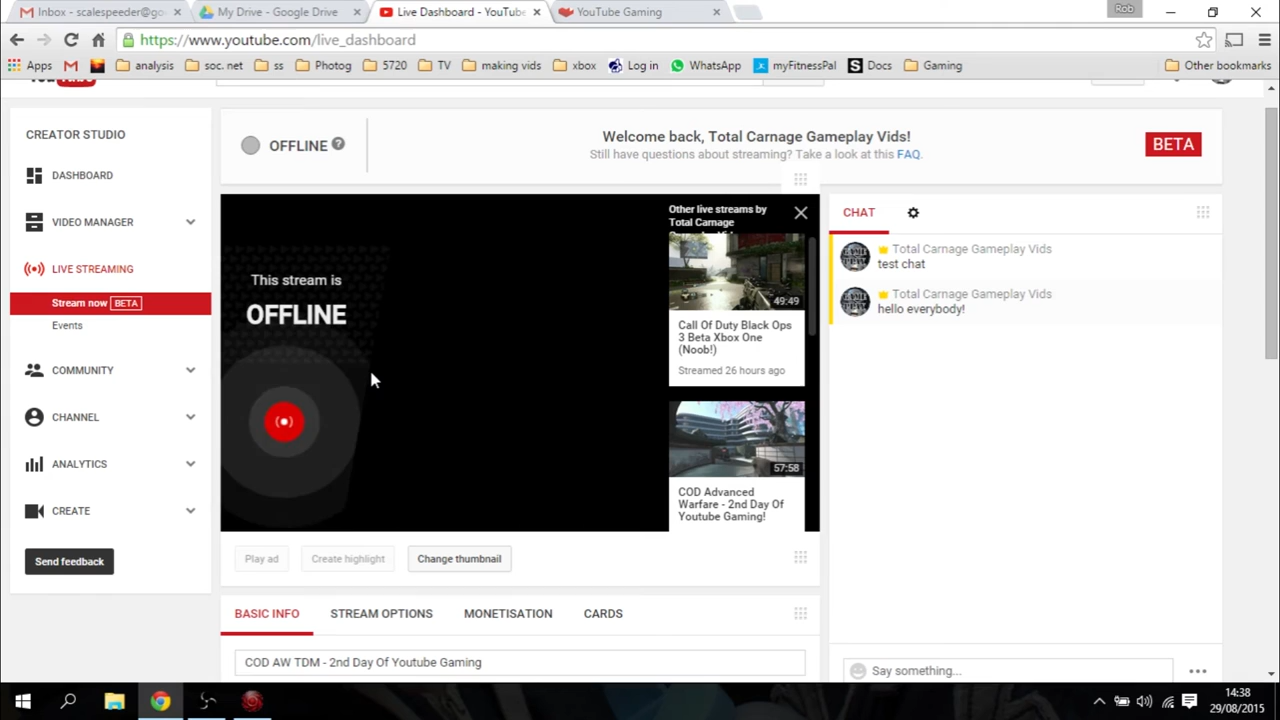 Inbox - scalespeeder@go
My Drive - Google Drive
Live Dashboard - YouTube
YouTube Gaming
Rob
https://www.youtube.com/live_dashboard
Apps
analysis
soc. net
ss
Photog
5720
TV
making vids
xbox
Log in
WhatsApp
myFitnessPal
Docs
Gaming
Other bookmarks
CREATOR STUDIO
DASHBOARD
VIDEO MANAGER
LIVE STREAMING
Stream now BETA
Events
COMMUNITY
CHANNEL
ANALYTICS
CREATE
Send feedback
OFFLINE ?
Welcome back, Total Carnage Gameplay Vids!
Still have questions about streaming? Take a look at this FAQ.
BETA
This stream is
OFFLINE
Other live streams by
Total Carnage
49:49
Call Of Duty Black Ops
3 Beta Xbox One
(Noob!)
Streamed 26 hours ago
57:58
COD Advanced
Warfare - 2nd Day Of
Youtube Gaming!
Play ad
Create highlight
Change thumbnail
BASIC INFO
STREAM OPTIONS
MONETISATION
CARDS
COD AW TDM - 2nd Day Of Youtube Gaming
CHAT
Total Carnage Gameplay Vids
test chat
Total Carnage Gameplay Vids
hello everybody!
Say something...
14:38
29/08/2015